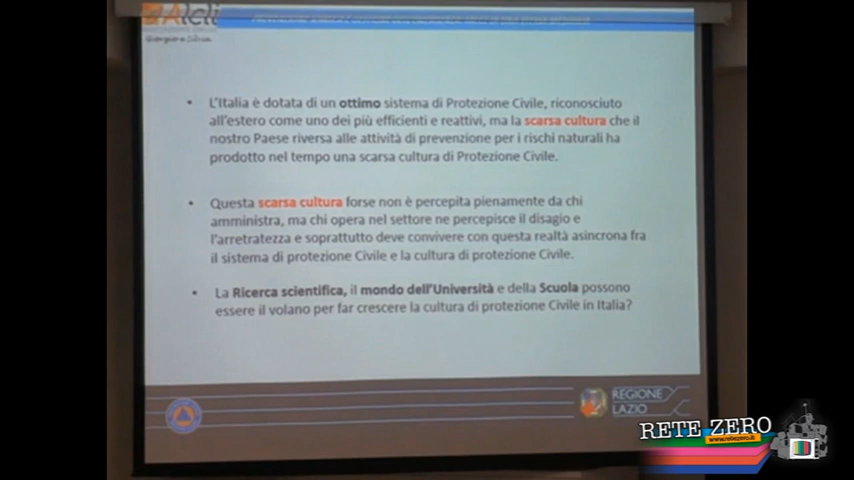 Aleli
Giorgio e Silvia
• L'Italia è dotata di un ottimo sistema di Protezione Civile, riconosciuto
all'estero come uno dei più efficienti e reattivi, ma la scarsa cultura che il
nostro Paese riversa alle attività di prevenzione per i rischi naturali ha
prodotto nel tempo una scarsa cultura di Protezione Civile.
• Questa scarsa cultura forse non è percepita pienamente da chi
amministra, ma chi opera nel settore ne percepisce il disagio e
l'arretratezza e soprattutto deve convivere con questa realtà asincrona fra
il sistema di protezione Civile e la cultura di protezione Civile.
• La Ricerca scientifica, il mondo dell'Università e della Scuola possono
essere il volano per far crescere la cultura di protezione Civile in Italia?
REGIONE
LAZIO
RETE ZERO
www.retezero.it